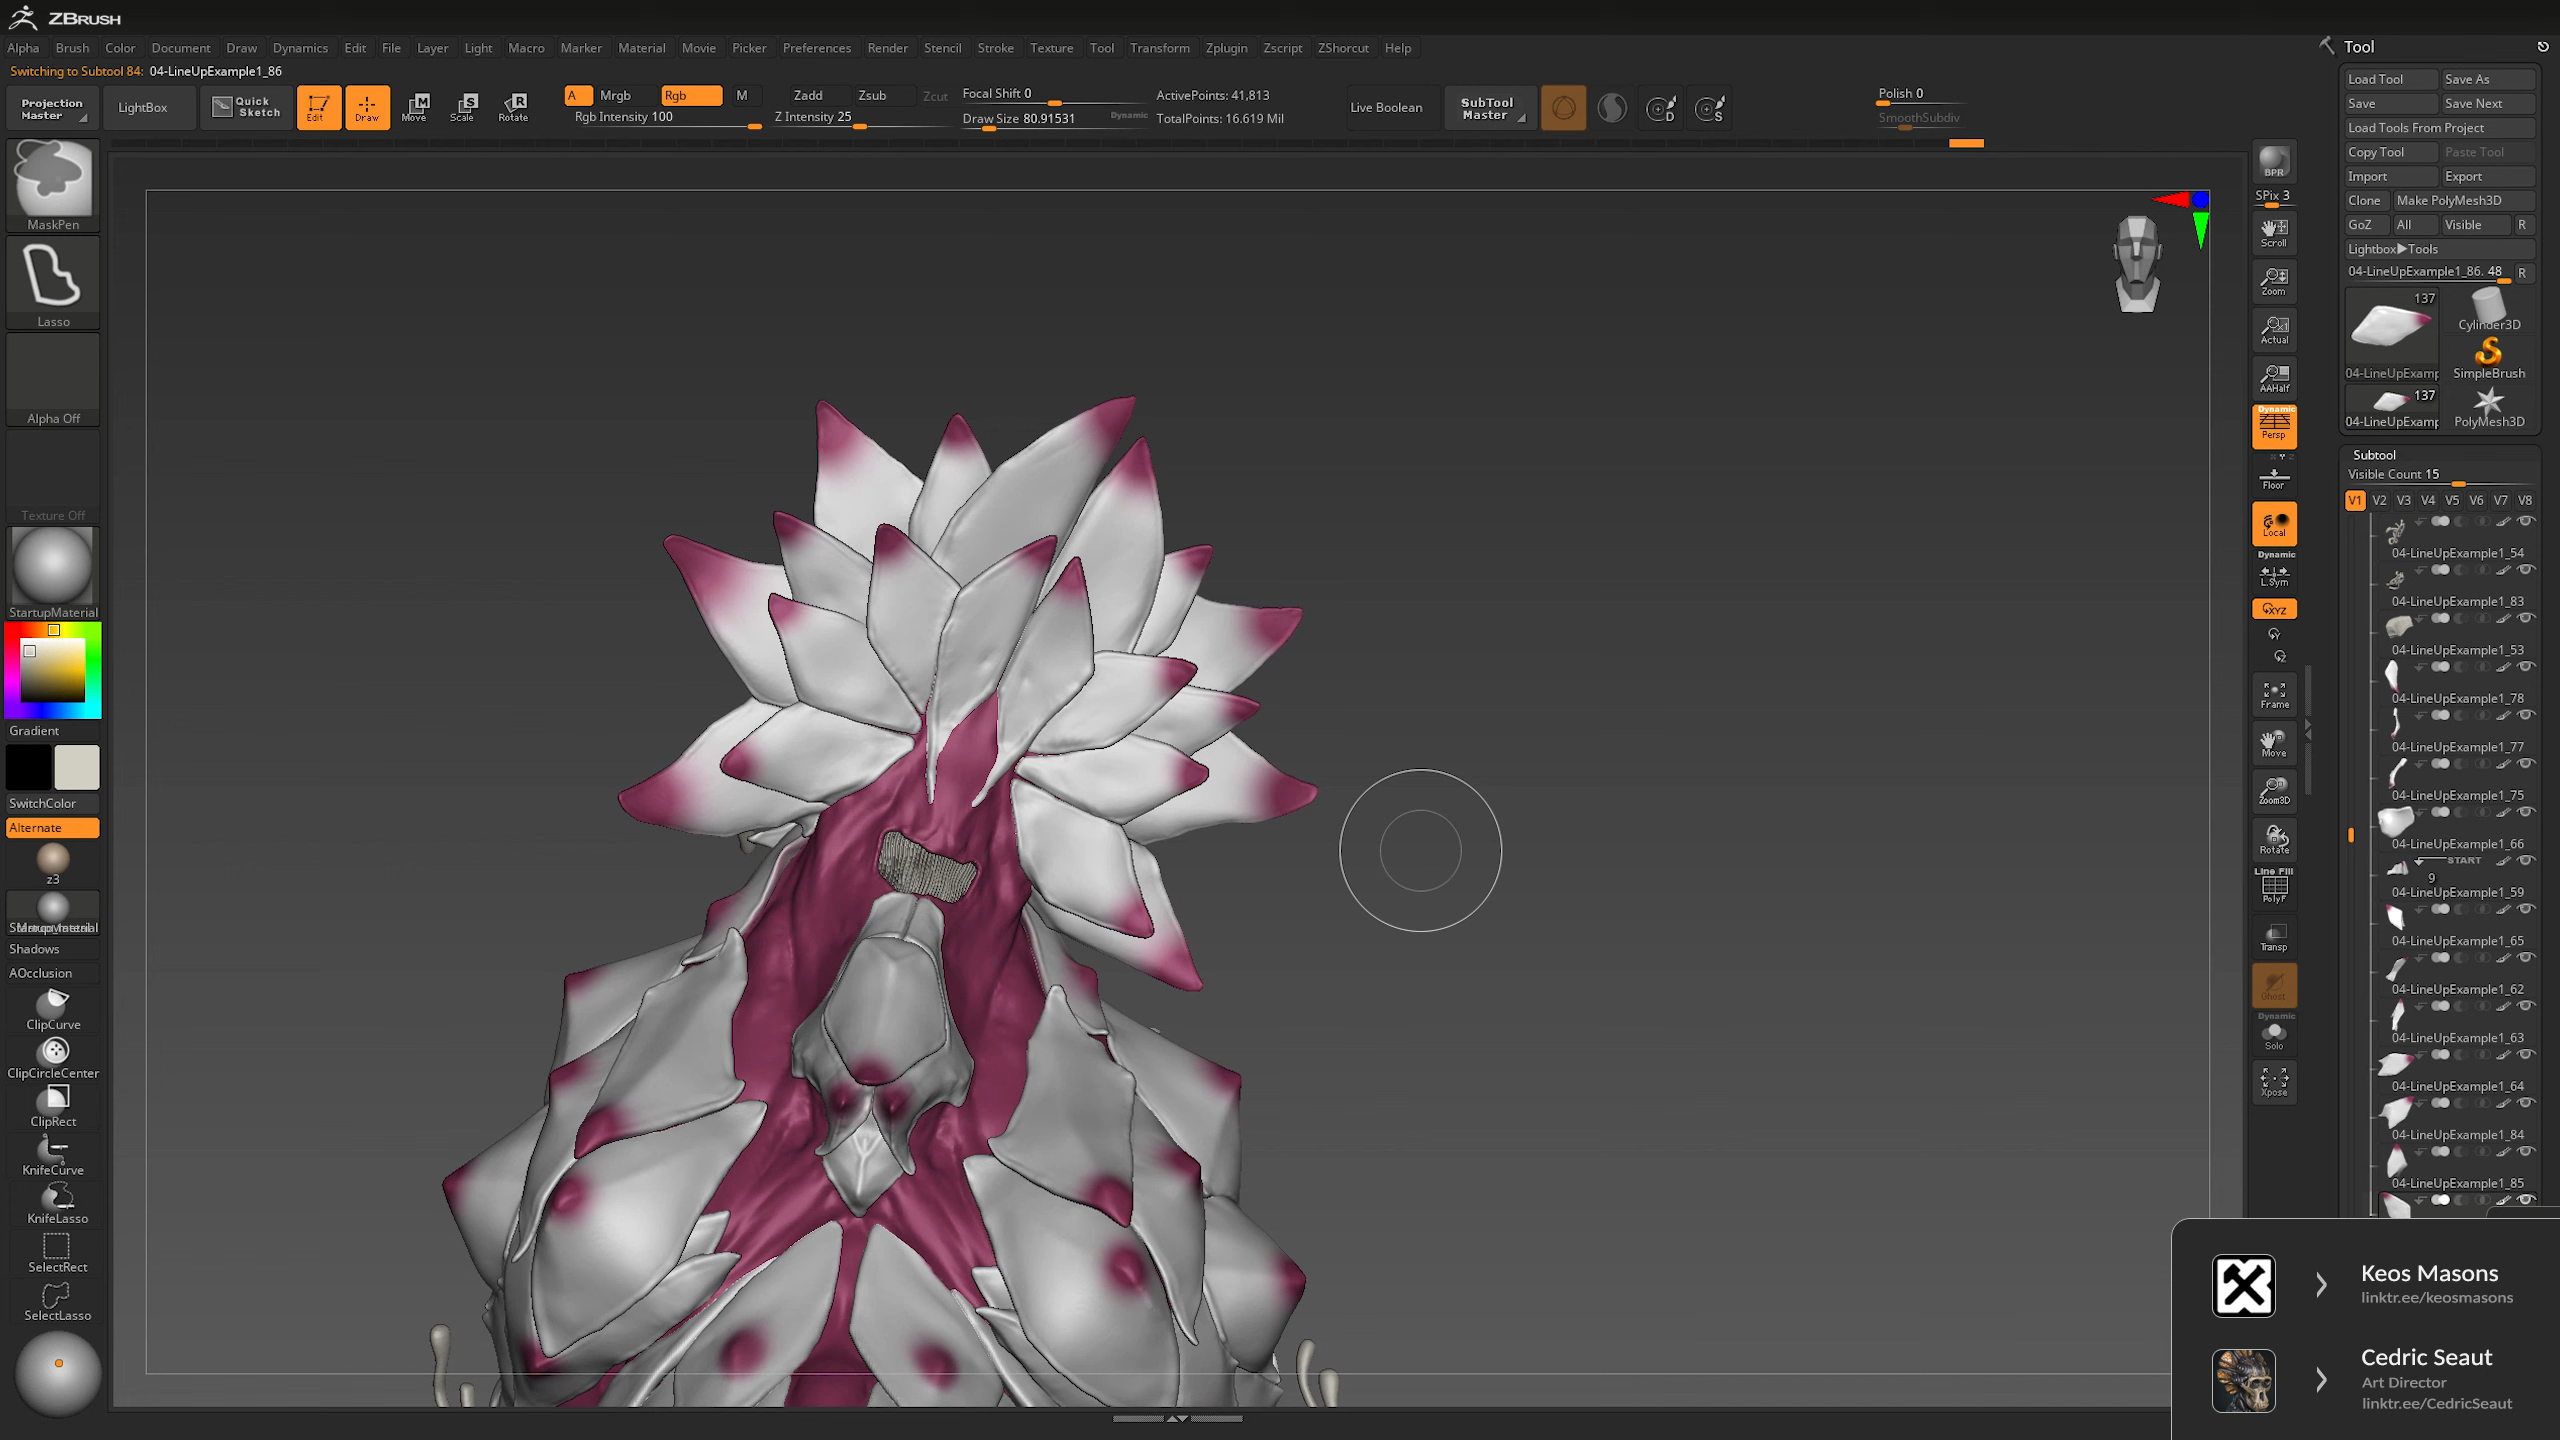 ZBRUSH
Alpha Brush Color Document Draw Dynamics Edit File Layer Light Macro Marker Material Movie Picker Preferences Render Stencil Stroke Texture Tool Transform Zplugin Zscript ZShorcut Help
Switching to Subtool 84: 04-LineUpExample1_86
Projection Master
LightBox
Quick Sketch
Edit
Draw
Move
Scale
Rotate
A Mrgb Rgb M
Rgb Intensity 100
Zadd Zsub Zcut
Z Intensity 25
Focal Shift 0
Draw Size 80.91531
Dynamic
ActivePoints: 41,813
TotalPoints: 16.619 Mil
Live Boolean
SubTool Master
Polish 0
SmoothSubdiv
MaskPen
Lasso
Alpha Off
Texture Off
StartupMaterial
Gradient
SwitchColor
Alternate
z3
Shadows
AOcclusion
ClipCurve
ClipCircleCenter
ClipRect
KnifeCurve
KnifeLasso
SelectRect
SelectLasso
BPR
SPix 3
Scroll
Zoom
Actual
AAHalf
Dynamic
Persp
Floor
Local
Dynamic
L.Sym
XYZ
Y
Z
Frame
Move
Zoom3D
Rotate
Line Fill
PolyF
Transp
Ghost
Dynamic
Solo
Xpose
Tool
Load Tool Save As
Save Save Next
Load Tools From Project
Copy Tool Paste Tool
Import Export
Clone Make PolyMesh3D
GoZ All Visible R
Lightbox▶Tools
04-LineUpExample1_86. 48 R
137
Cylinder3D
04-LineUpExamp SimpleBrush
137
04-LineUpExamp PolyMesh3D
Subtool
Visible Count 15
V1 V2 V3 V4 V5 V6 V7 V8
04-LineUpExample1_54
04-LineUpExample1_83
04-LineUpExample1_53
04-LineUpExample1_78
04-LineUpExample1_77
04-LineUpExample1_75
04-LineUpExample1_66
START
9
04-LineUpExample1_59
04-LineUpExample1_65
04-LineUpExample1_62
04-LineUpExample1_63
04-LineUpExample1_64
04-LineUpExample1_84
04-LineUpExample1_85
Keos Masons
linktr.ee/keosmasons
Cedric Seaut
Art Director
linktr.ee/CedricSeaut